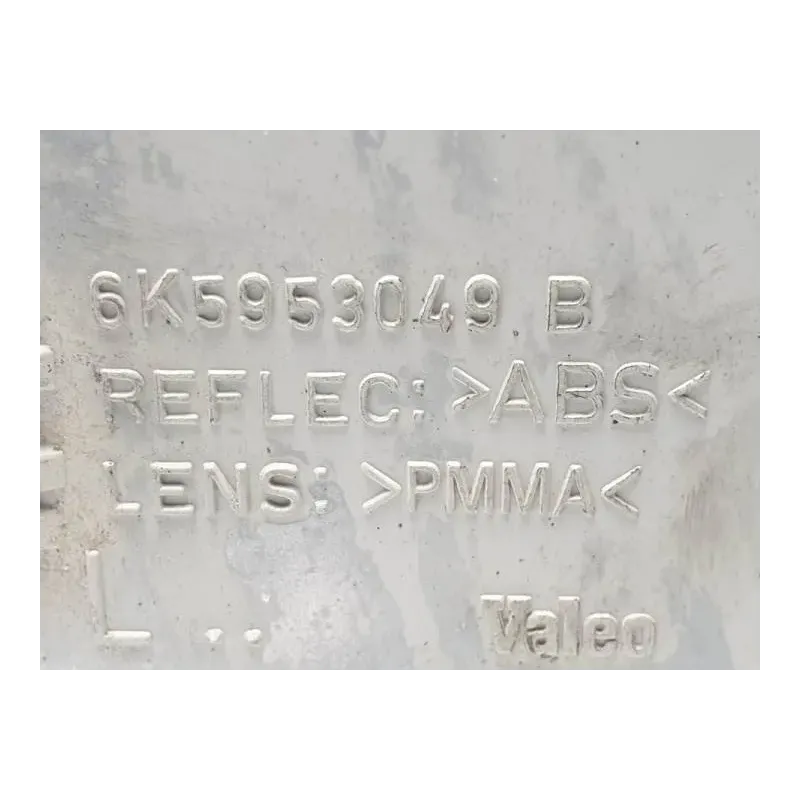 6K5953049 B
REFLEC: >ABS<
LENS: >PMMA<
L ..
Valeo